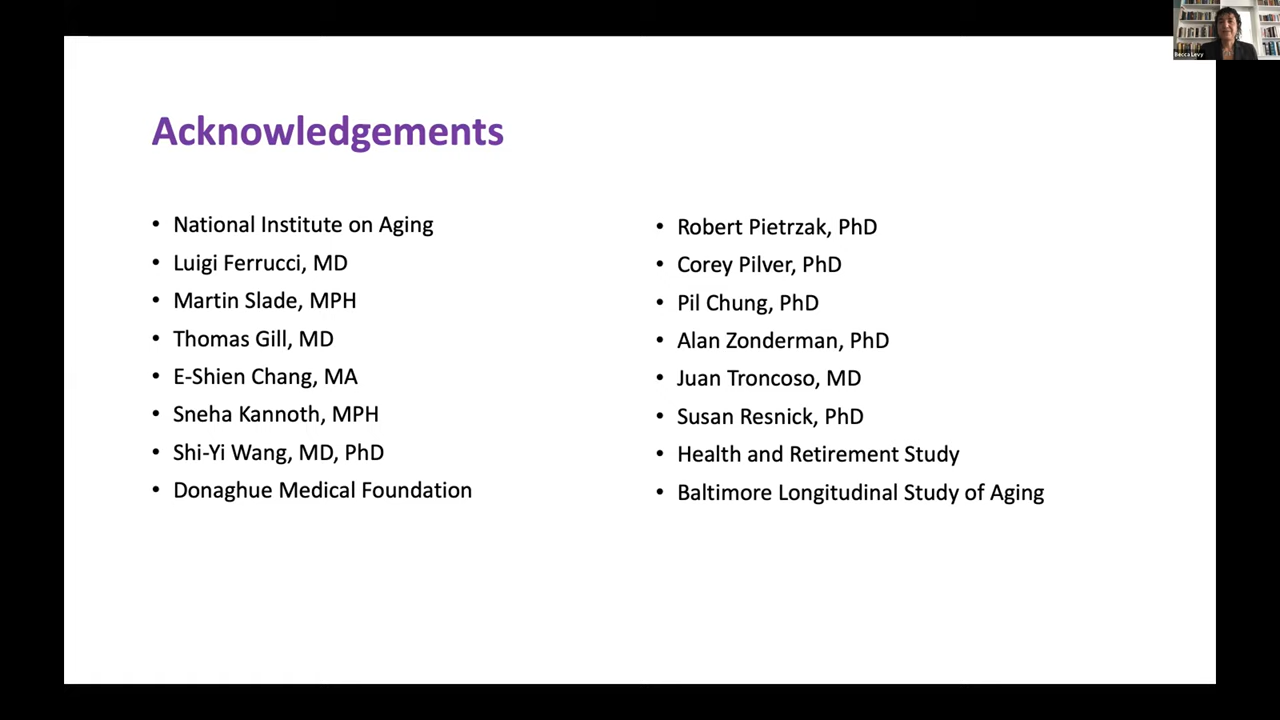 Becca Levy
Acknowledgements
• National Institute on Aging
• Luigi Ferrucci, MD
• Martin Slade, MPH
• Thomas Gill, MD
• E-Shien Chang, MA
• Sneha Kannoth, MPH
• Shi-Yi Wang, MD, PhD
• Donaghue Medical Foundation
• Robert Pietrzak, PhD
• Corey Pilver, PhD
• Pil Chung, PhD
• Alan Zonderman, PhD
• Juan Troncoso, MD
• Susan Resnick, PhD
• Health and Retirement Study
• Baltimore Longitudinal Study of Aging